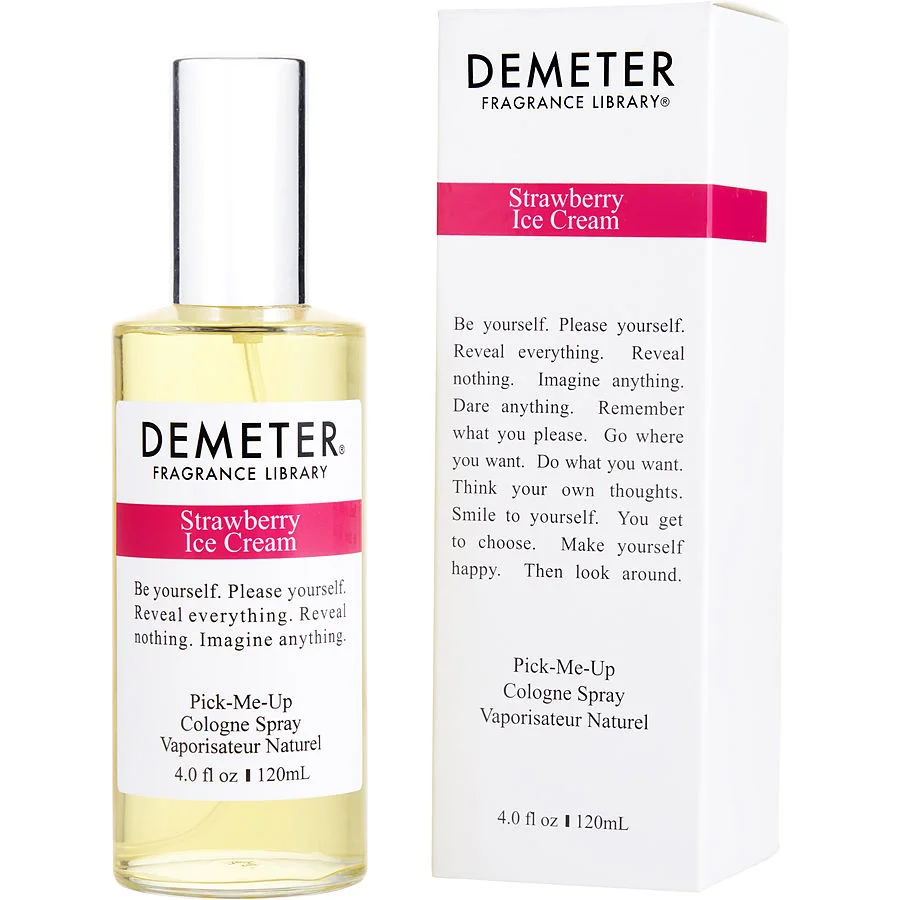 DEMETER®
FRAGRANCE LIBRARY
Strawberry
Ice Cream
Be yourself. Please yourself.
Reveal everything. Reveal
nothing. Imagine anything.
Pick-Me-Up
Cologne Spray
Vaporisateur Naturel
4.0 fl oz ❚ 120mL
DEMETER
FRAGRANCE LIBRARY®
Strawberry
Ice Cream
Be yourself. Please yourself.
Reveal everything. Reveal
nothing. Imagine anything.
Dare anything. Remember
what you please. Go where
you want. Do what you want.
Think your own thoughts.
Smile to yourself. You get
to choose. Make yourself
happy. Then look around.
Pick-Me-Up
Cologne Spray
Vaporisateur Naturel
4.0 fl oz ❚ 120mL